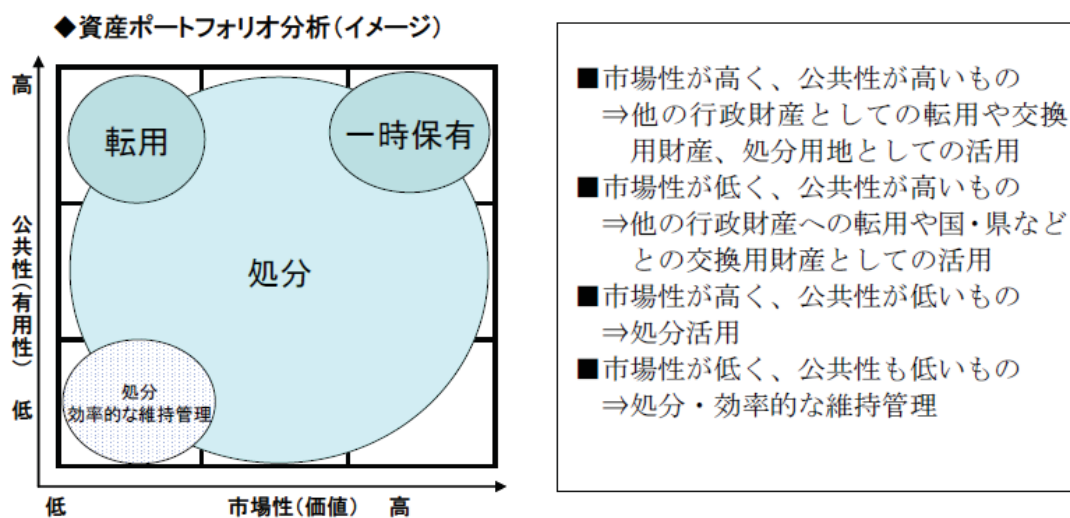 ◆資産ポートフォリオ分析(イメージ)
高
転用
一時保有
公共性(有用性)
処分
処分
効率的な維持管理
低
低
市場性(価値)
高
■市場性が高く、公共性が高いもの
⇒他の行政財産としての転用や交換
用財産、処分用地としての活用
■市場性が低く、公共性が高いもの
⇒他の行政財産への転用や国・県など
との交換用財産としての活用
■市場性が高く、公共性が低いもの
⇒処分活用
■市場性が低く、公共性も低いもの
⇒処分・効率的な維持管理